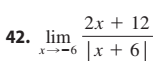 42. lim x→−6 2x + 12 / |x + 6|